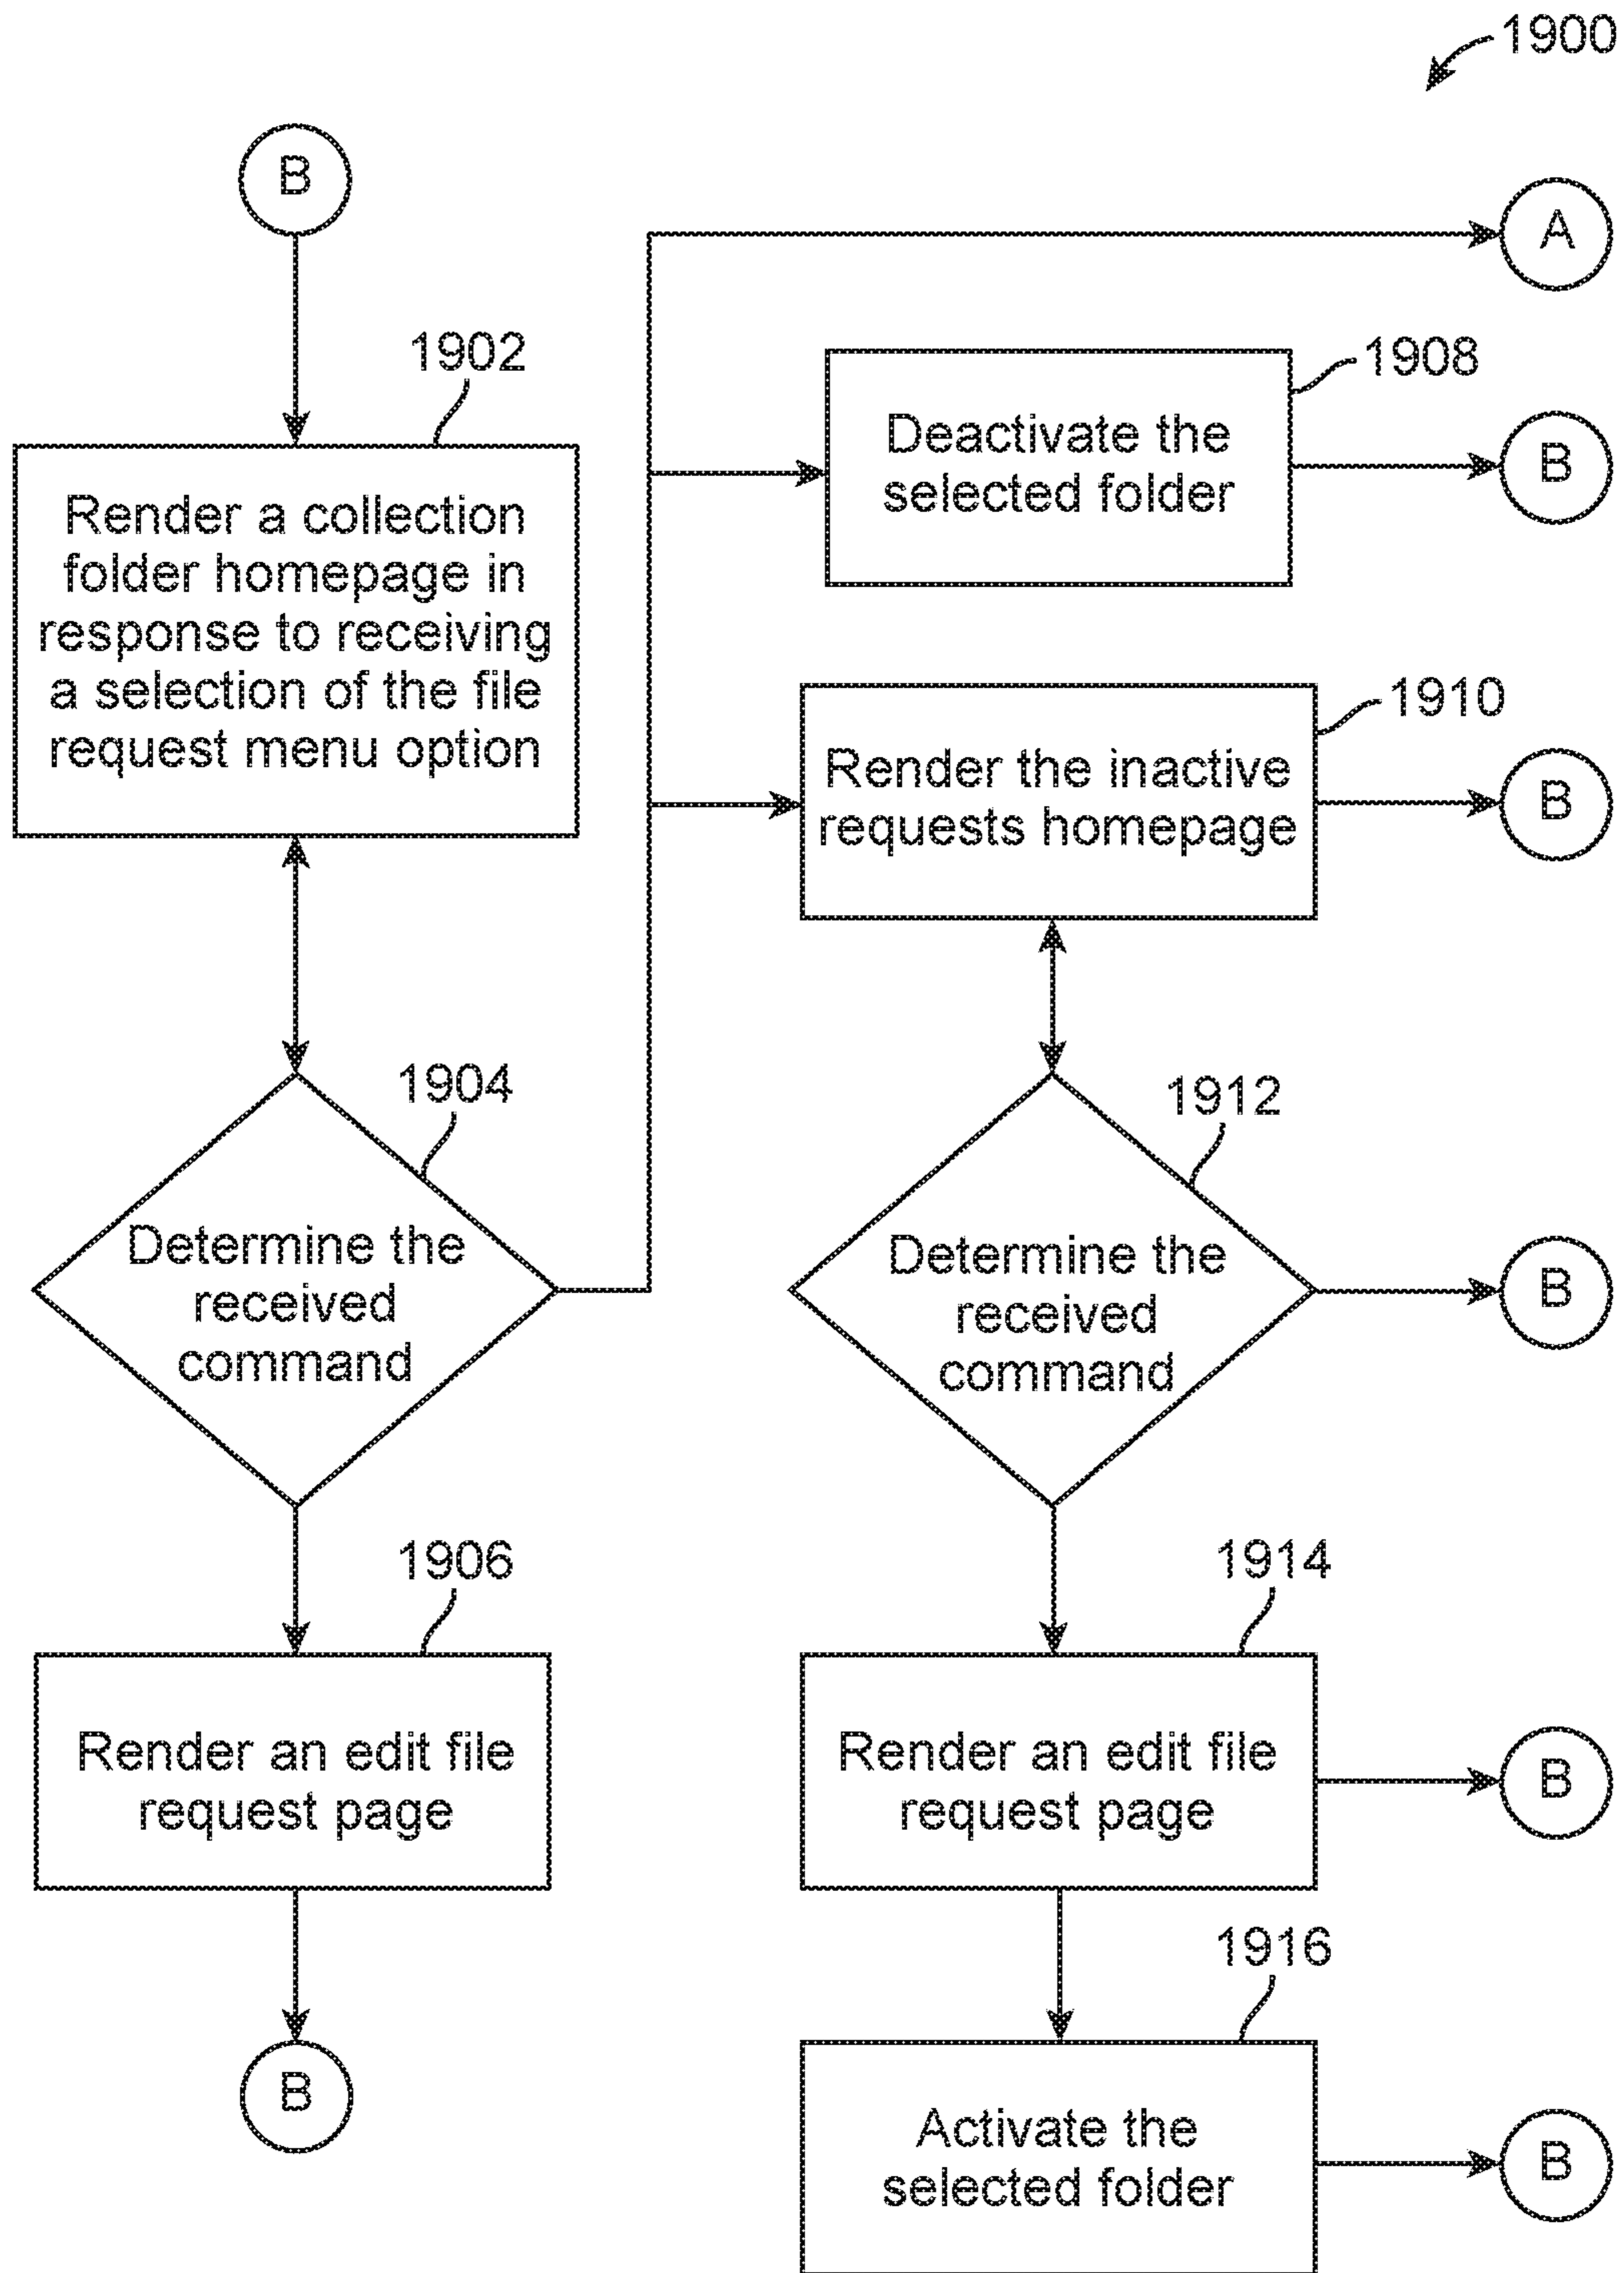 1900
B
A
1902
Render a collection
folder homepage in
response to receiving
a selection of the file
request menu option
1908
Deactivate the
selected folder
B
1910
Render the inactive
requests homepage
B
1904
Determine the
received
command
1912
Determine the
received
command
B
1906
Render an edit file
request page
B
1914
Render an edit file
request page
B
1916
Activate the
selected folder
B